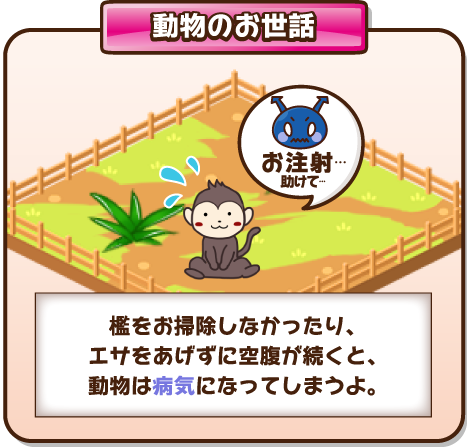 動物のお世話
お注射…
助けて…
檻をお掃除しなかったり、
エサをあげずに空腹が続くと、
動物は病気になってしまうよ。